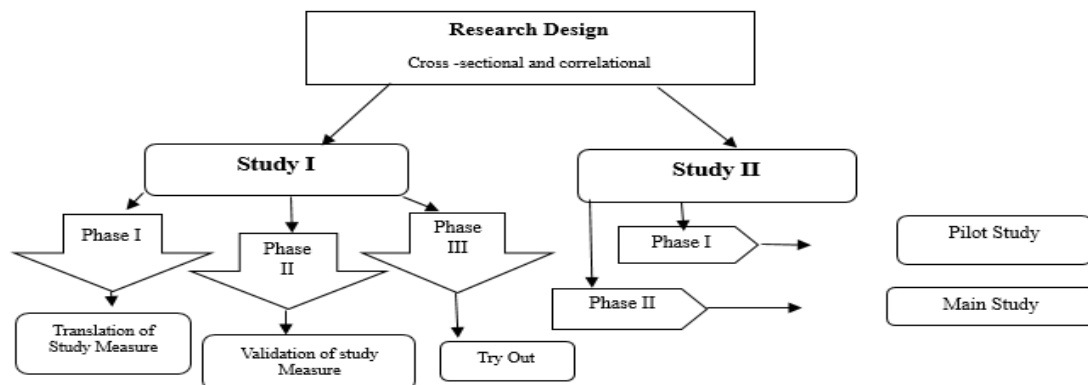 Research Design
Cross -sectional and correlational
Study I
Study II
Phase I
Phase
II
Phase
III
Phase I
Pilot Study
Phase II
Main Study
Translation of
Study Measure
Validation of study
Measure
Try Out